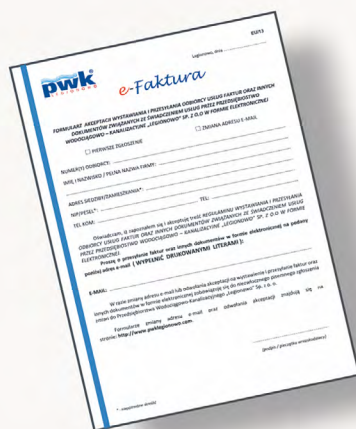 EU/13
Legionowo, dnia ....................
pwk
LEGIONOWO
e-Faktura
FORMULARZ AKCEPTACJI WYSTAWIANIA I PRZESYŁANIA ODBIORCY USŁUG FAKTUR ORAZ INNYCH
DOKUMENTÓW ZWIĄZANYCH ZE ŚWIADCZENIEM USŁUG PRZEZ PRZEDSIĘBIORSTWO
WODOCIĄGOWO – KANALIZACYJNE „LEGIONOWO” SP. Z O.O W FORMIE ELEKTRONICZNEJ
☐ PIERWSZE ZGŁOSZENIE ☐ ZMIANA ADRESU E-MAIL
NUMER(Y) ODBIORCY:
IMIĘ I NAZWISKO / PEŁNA NAZWA FIRMY:
ADRES SIEDZIBY/ZAMIESZKANIA*:
NIP/PESEL*:
TEL KOM: TEL:
Oświadczam, iż zapoznałem się i akceptuję treść REGULAMINU WYSTAWIANIA I PRZESYŁANIA
ODBIORCY USŁUG FAKTUR ORAZ INNYCH DOKUMENTÓW ZWIĄZANYCH ZE ŚWIADCZENIEM USŁUG
PRZEZ PRZEDSIĘBIORSTWO WODOCIĄGOWO – KANALIZACYJNE „LEGIONOWO” SP. Z O.O W FORMIE
ELEKTRONICZNEJ.
Proszę o przesyłanie faktur oraz innych dokumentów w formie elektronicznej na podany
poniżej adres e-mail ( WYPEŁNIĆ DRUKOWANYMI LITERAMI ):
E-MAIL:
W razie zmiany adresu e-mail lub odwołania akceptacji na wystawienie i przesyłanie faktur oraz
innych dokumentów w formie elektronicznej zobowiązuję się do niezwłocznego pisemnego zgłoszenia
zmian do Przedsiębiorstwa Wodociągowo-Kanalizacyjnego „Legionowo” Sp. z o. o.
Formularze zmiany adresu e-mail oraz odwołania akceptacji znajdują się na
stronie: http://www.pwklegionowo.com.
(podpis / pieczątka wnioskodawcy)
* - niepotrzebne skreślić